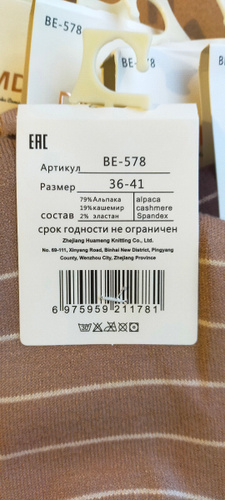 BE-578
BE-578
MD
EAC
Артикул BE-578
Размер 36-41
79%Альпака alpaca
19%кашемир cashmere
состав 2% эластан Spandex
срок годности не ограничен
Zhejiang Huameng Knitting Co., Ltd.
No. 69-111, Xinyang Road, Binhai New District, Pingyang
County, Wenzhou City, Zhejiang Province
6 975959 211781